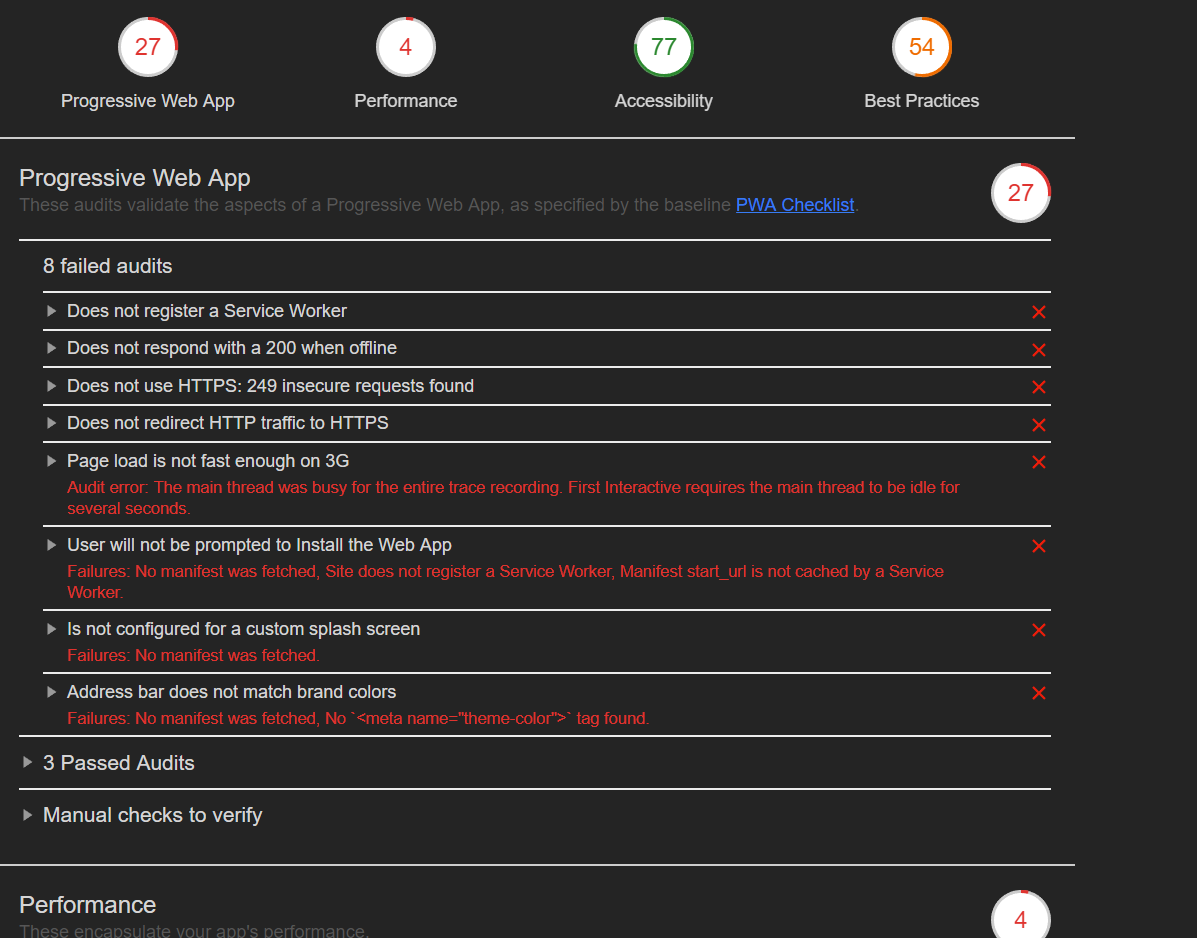 27
4
77
54
Progressive Web App
Performance
Accessibility
Best Practices
Progressive Web App
These audits validate the aspects of a Progressive Web App, as specified by the baseline PWA Checklist.
27
8 failed audits
Does not register a Service Worker
Does not respond with a 200 when offline
Does not use HTTPS: 249 insecure requests found
Does not redirect HTTP traffic to HTTPS
Page load is not fast enough on 3G
Audit error: The main thread was busy for the entire trace recording. First Interactive requires the main thread to be idle for
several seconds.
User will not be prompted to Install the Web App
Failures: No manifest was fetched, Site does not register a Service Worker, Manifest start_url is not cached by a Service
Worker.
Is not configured for a custom splash screen
Failures: No manifest was fetched.
Address bar does not match brand colors
Failures: No manifest was fetched, No `<meta name="theme-color">` tag found.
3 Passed Audits
Manual checks to verify
Performance
These encapsulate your app's performance.
4